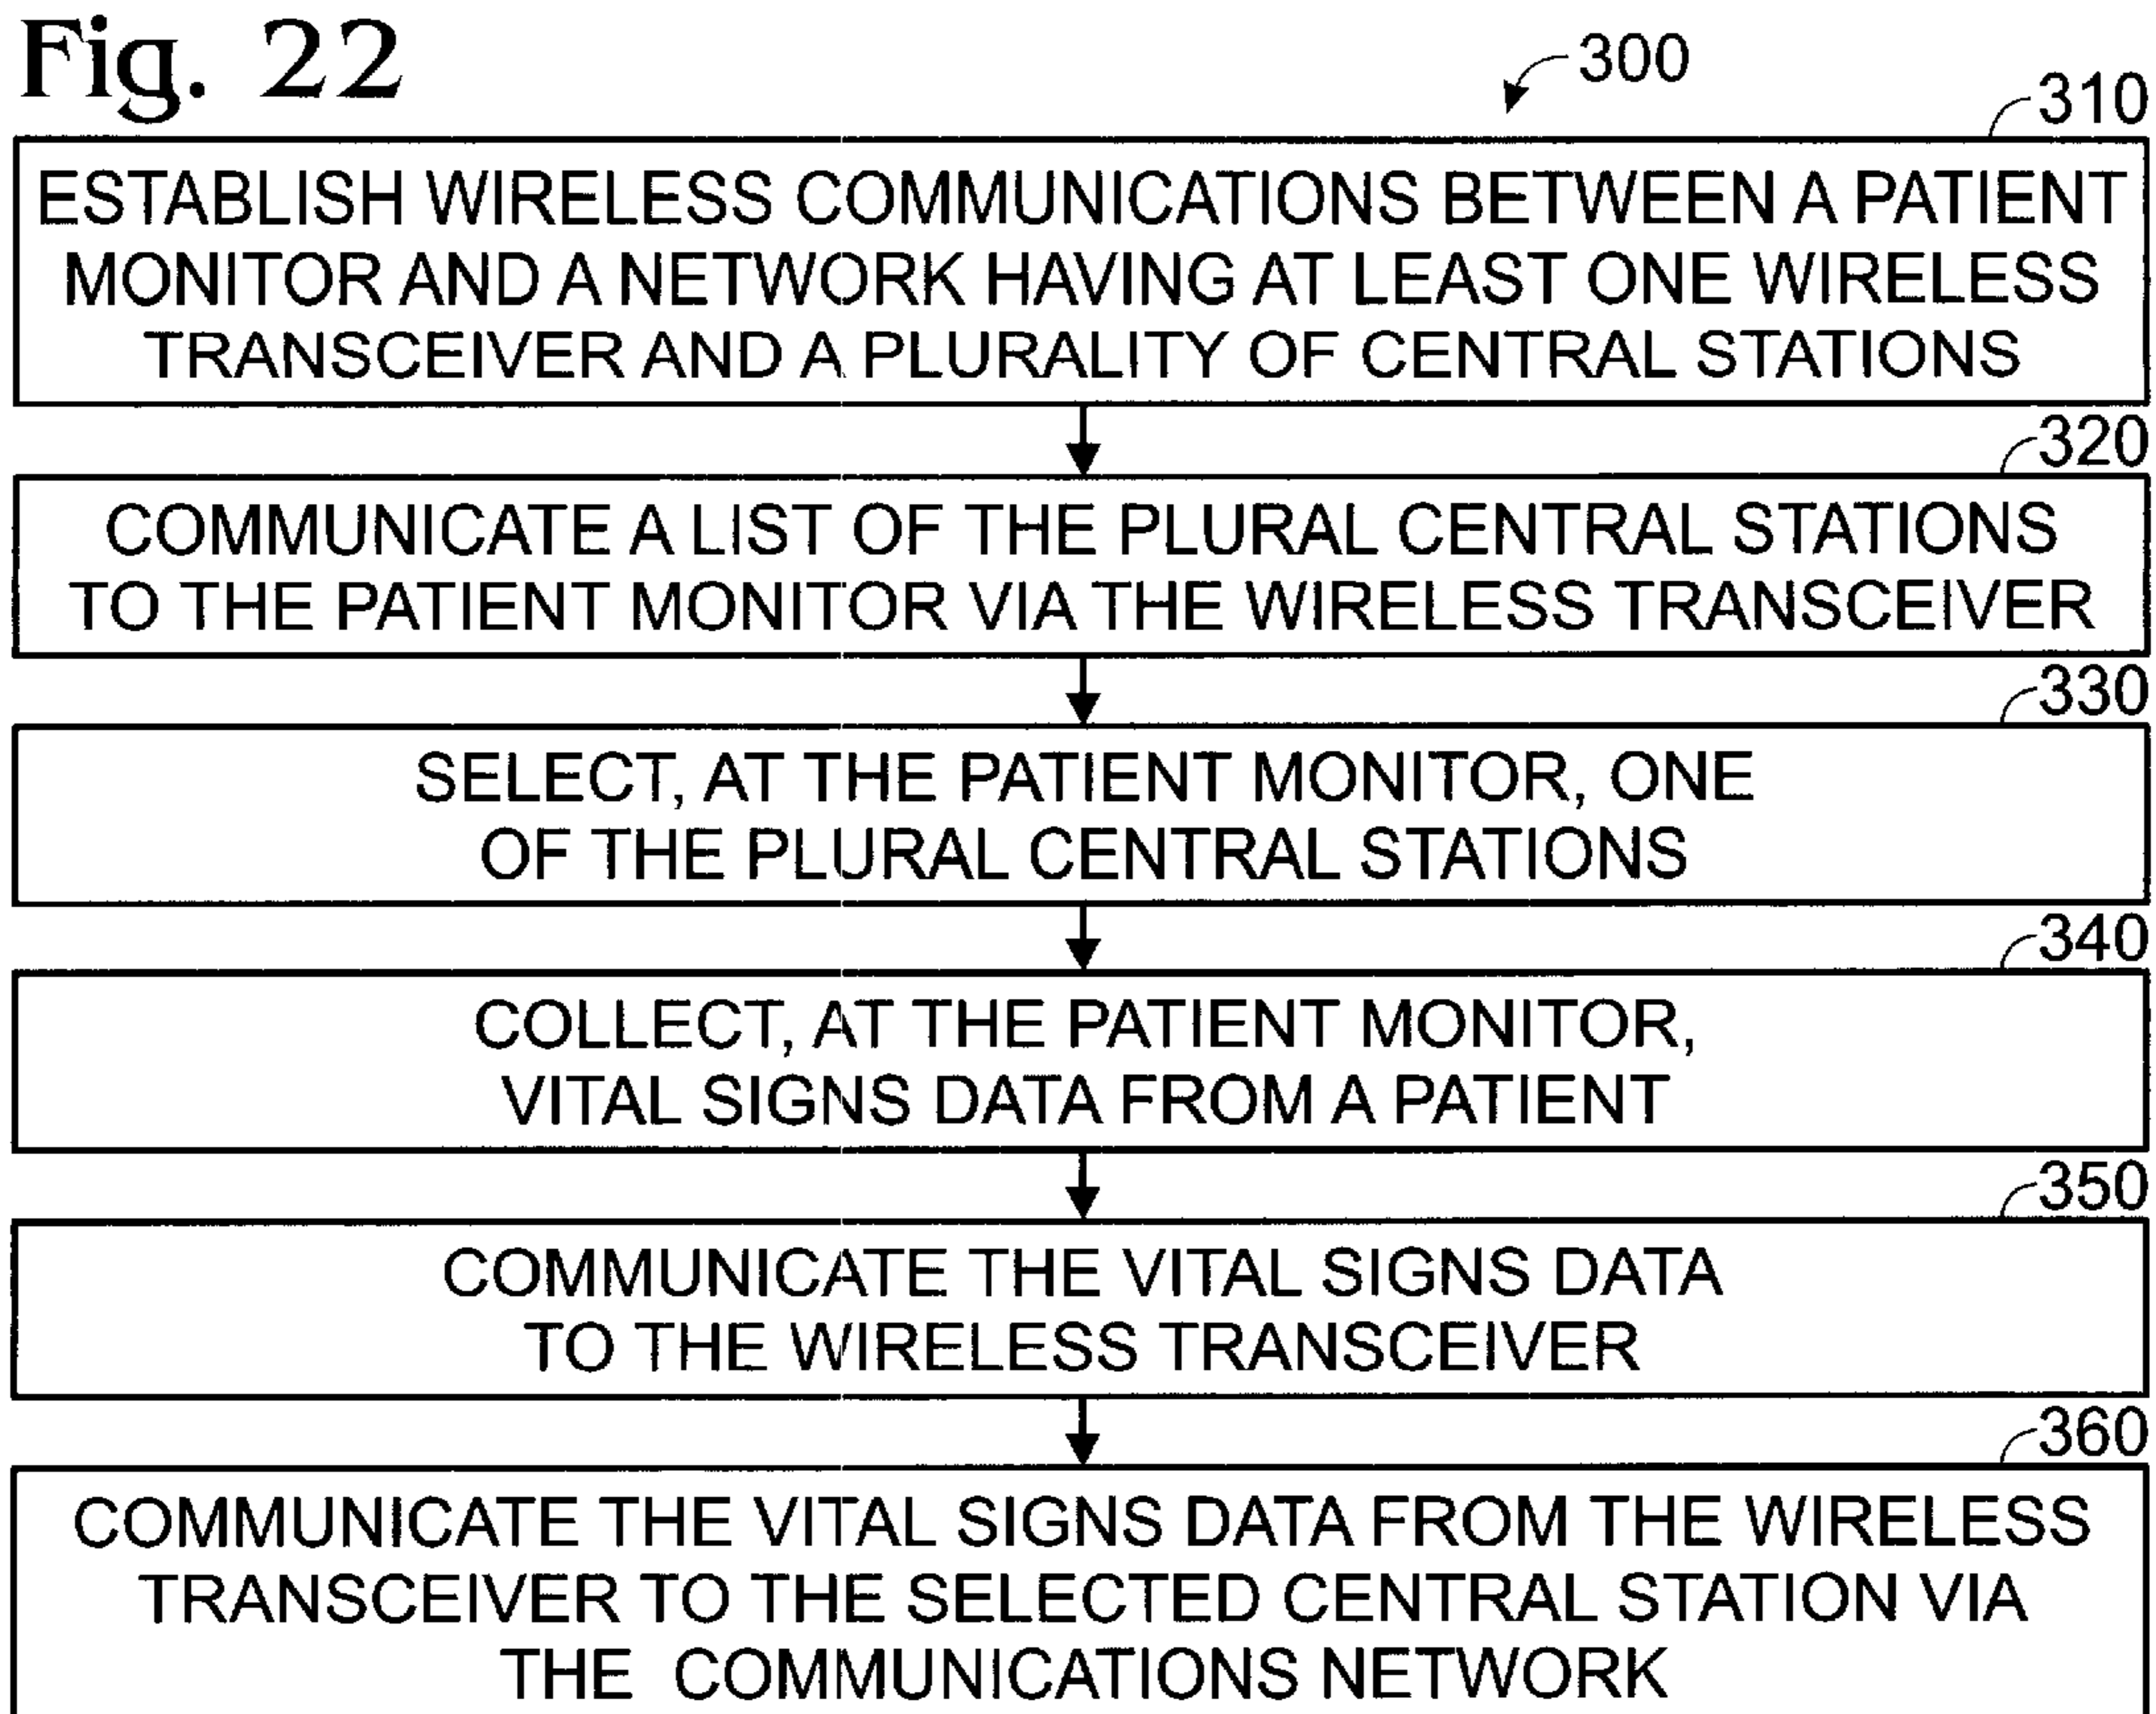 Fig. 22
300
310
ESTABLISH WIRELESS COMMUNICATIONS BETWEEN A PATIENT
MONITOR AND A NETWORK HAVING AT LEAST ONE WIRELESS
TRANSCEIVER AND A PLURALITY OF CENTRAL STATIONS
320
COMMUNICATE A LIST OF THE PLURAL CENTRAL STATIONS
TO THE PATIENT MONITOR VIA THE WIRELESS TRANSCEIVER
330
SELECT, AT THE PATIENT MONITOR, ONE
OF THE PLURAL CENTRAL STATIONS
340
COLLECT, AT THE PATIENT MONITOR,
VITAL SIGNS DATA FROM A PATIENT
350
COMMUNICATE THE VITAL SIGNS DATA
TO THE WIRELESS TRANSCEIVER
360
COMMUNICATE THE VITAL SIGNS DATA FROM THE WIRELESS
TRANSCEIVER TO THE SELECTED CENTRAL STATION VIA
THE COMMUNICATIONS NETWORK